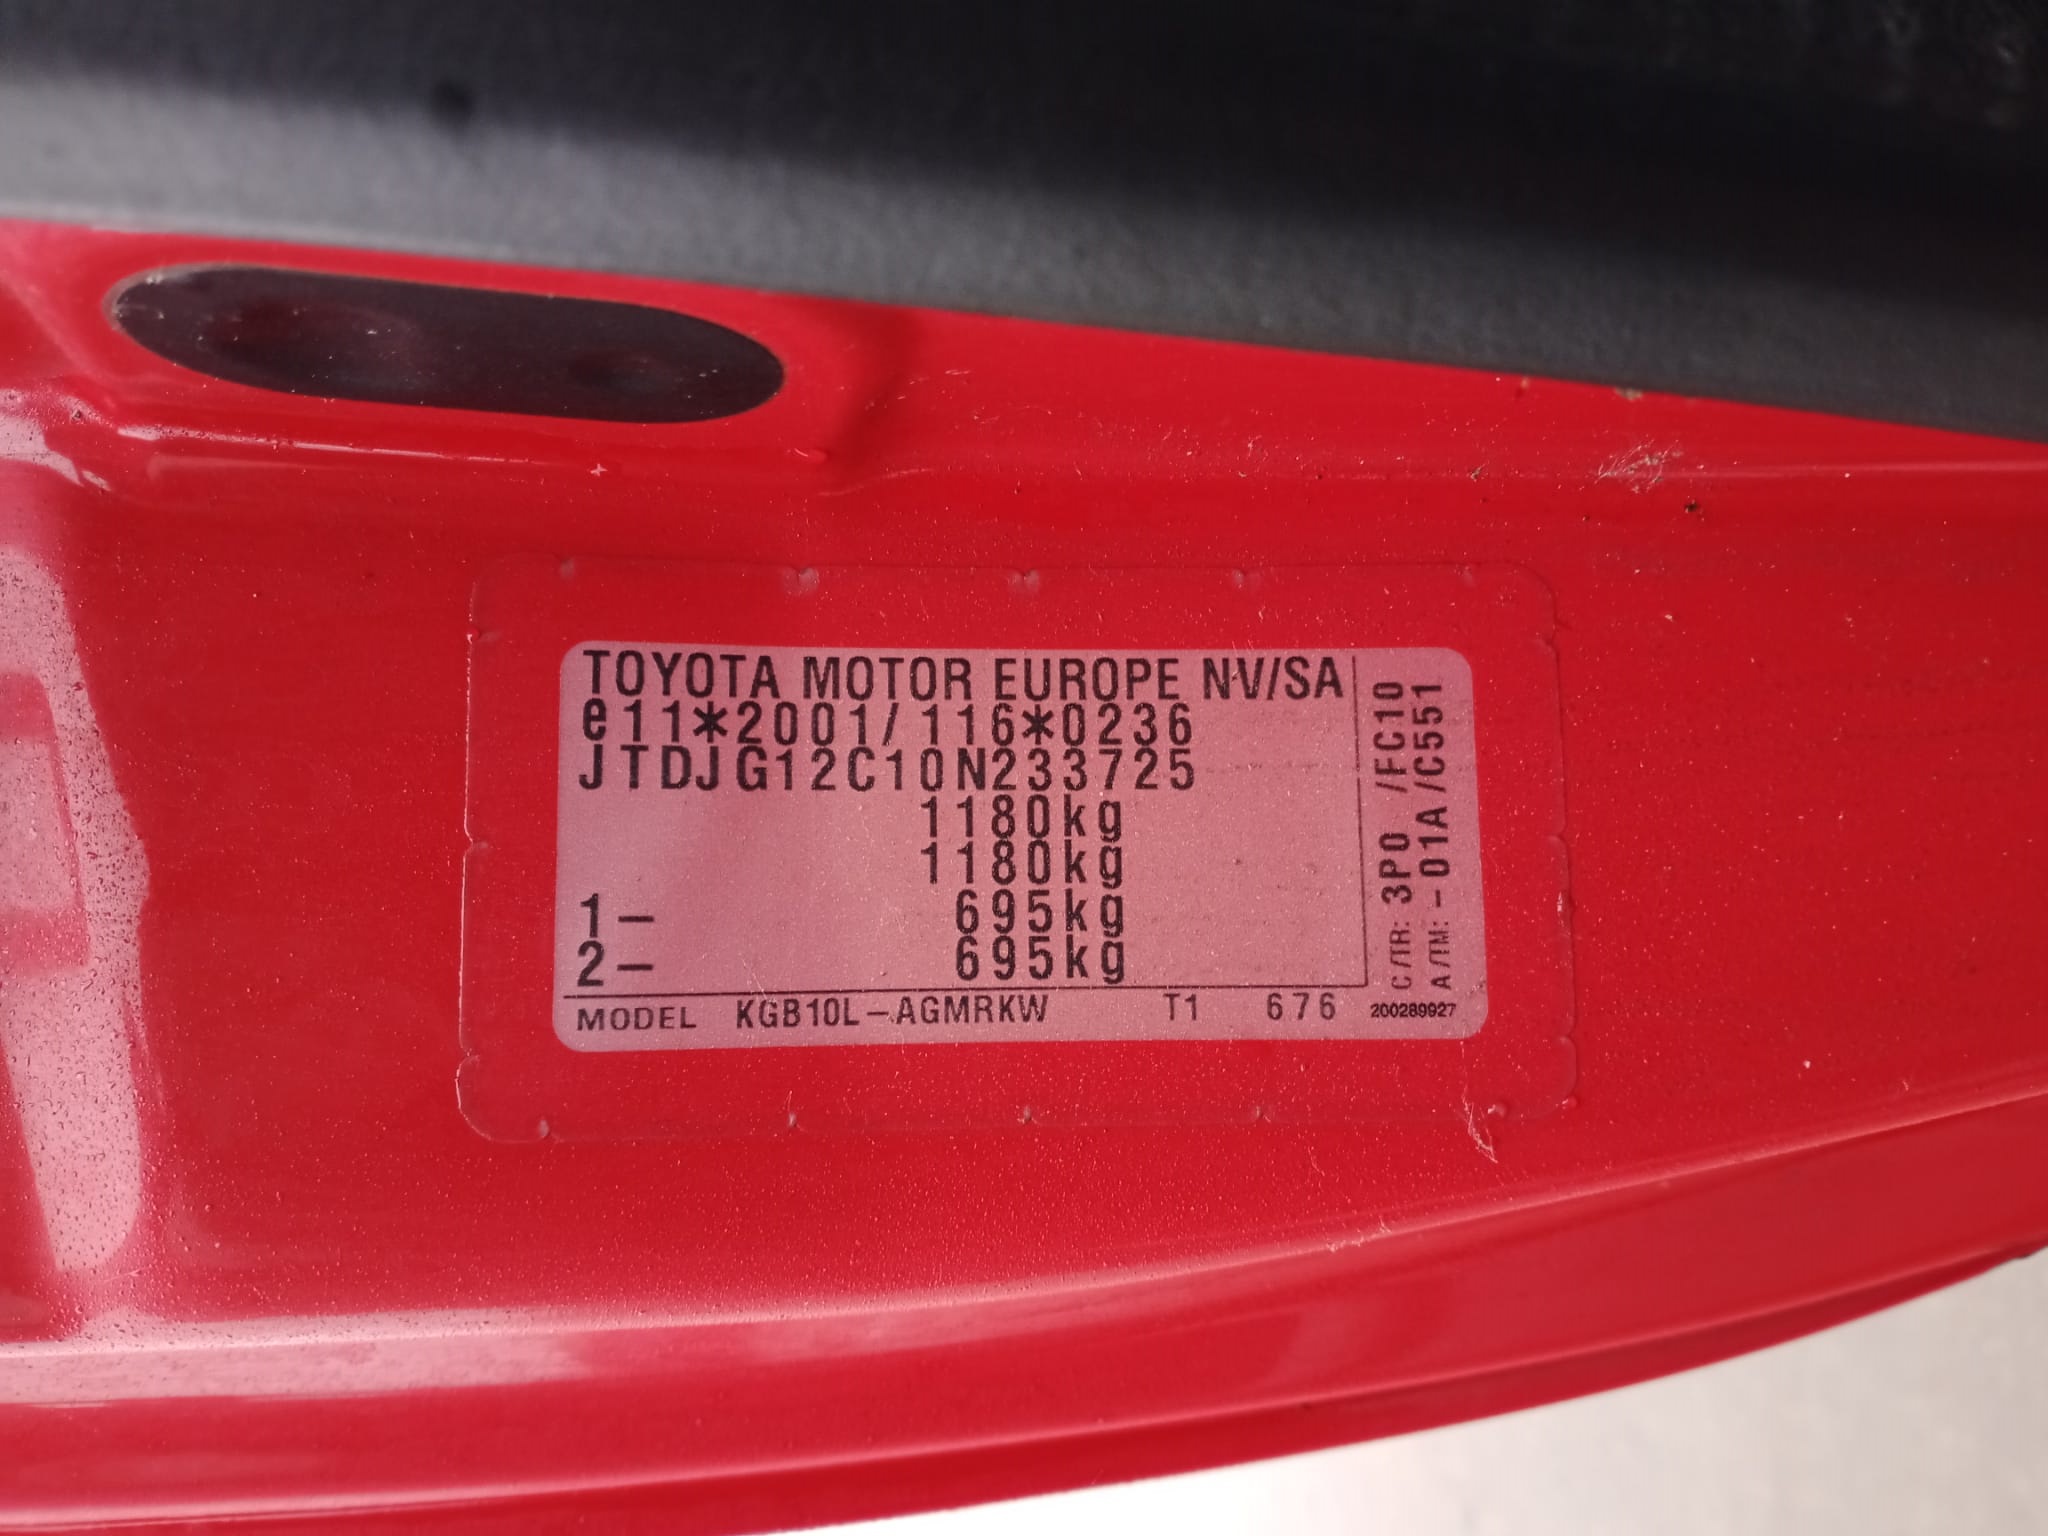 TOYOTA MOTOR EUROPE NV/SA
e11*2001/116*0236
JTDJG12C10N233725
1180kg
1180kg
1- 695kg
2- 695kg
MODEL KGB10L-AGMRKW T1 676
C/TR: 3P0 /FC10
A/TM: -01A/C551
200289927